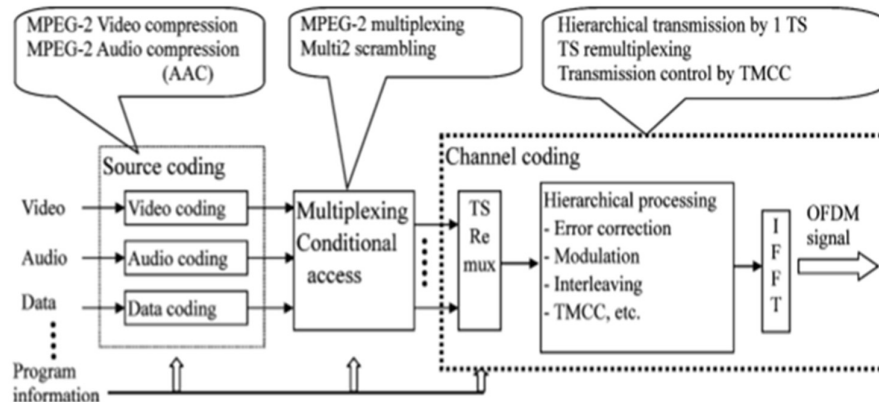 MPEG-2 Video compression
MPEG-2 Audio compression
(AAC)
MPEG-2 multiplexing
Multi2 scrambling
Hierarchical transmission by 1 TS
TS remultiplexing
Transmission control by TMCC
Source coding
Channel coding
Video
Video coding
Audio
Audio coding
Data
Data coding
Program
information
Multiplexing
Conditional
access
TS
Re
mux
Hierarchical processing
- Error correction
- Modulation
- Interleaving
- TMCC, etc.
I
F
F
T
OFDM
signal